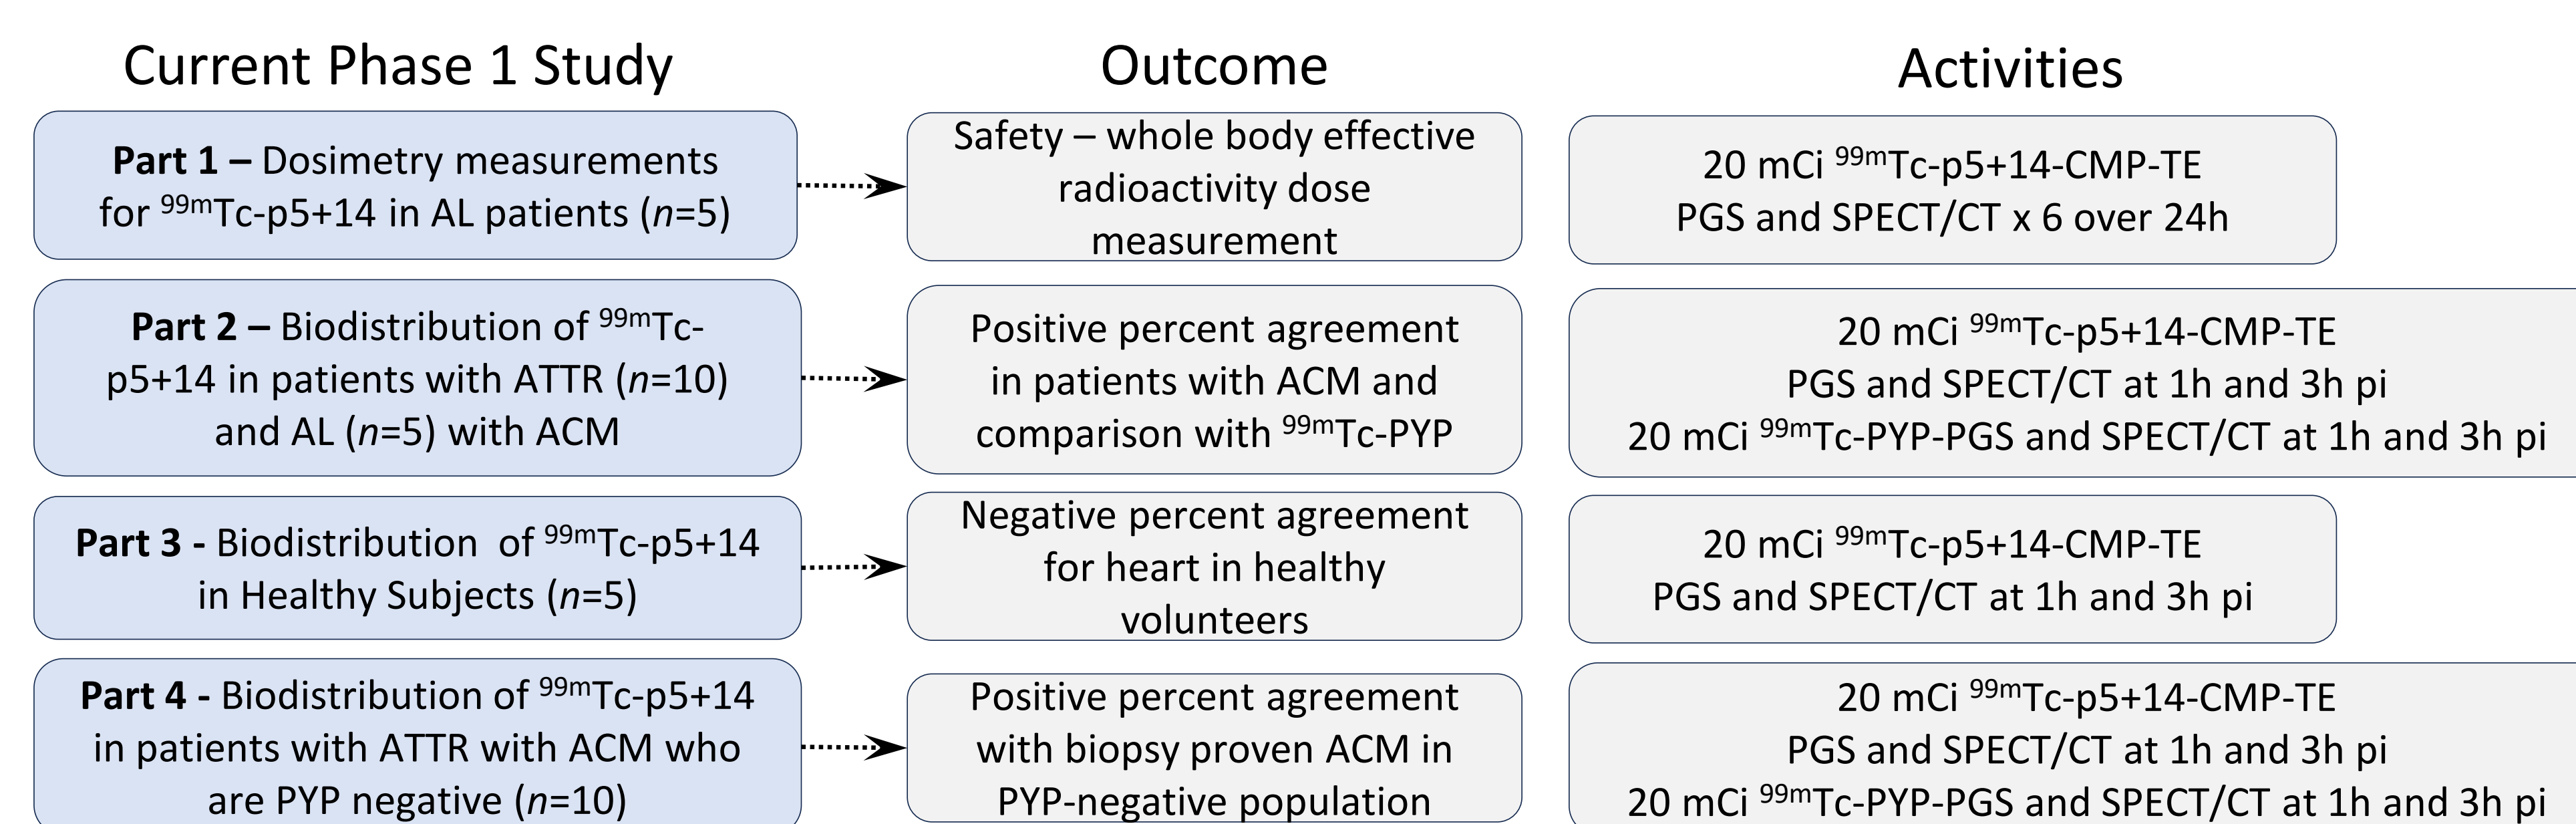 Current Phase 1 Study
Outcome
Activities
Part 1 – Dosimetry measurements
for ⁹⁹ᵐTc-p5+14 in AL patients (n=5)
Safety – whole body effective
radioactivity dose
measurement
20 mCi ⁹⁹ᵐTc-p5+14-CMP-TE
PGS and SPECT/CT x 6 over 24h
Part 2 – Biodistribution of ⁹⁹ᵐTc-
p5+14 in patients with ATTR (n=10)
and AL (n=5) with ACM
Positive percent agreement
in patients with ACM and
comparison with ⁹⁹ᵐTc-PYP
20 mCi ⁹⁹ᵐTc-p5+14-CMP-TE
PGS and SPECT/CT at 1h and 3h pi
20 mCi ⁹⁹ᵐTc-PYP-PGS and SPECT/CT at 1h and 3h pi
Part 3 - Biodistribution of ⁹⁹ᵐTc-p5+14
in Healthy Subjects (n=5)
Negative percent agreement
for heart in healthy
volunteers
20 mCi ⁹⁹ᵐTc-p5+14-CMP-TE
PGS and SPECT/CT at 1h and 3h pi
Part 4 - Biodistribution of ⁹⁹ᵐTc-p5+14
in patients with ATTR with ACM who
are PYP negative (n=10)
Positive percent agreement
with biopsy proven ACM in
PYP-negative population
20 mCi ⁹⁹ᵐTc-p5+14-CMP-TE
PGS and SPECT/CT at 1h and 3h pi
20 mCi ⁹⁹ᵐTc-PYP-PGS and SPECT/CT at 1h and 3h pi